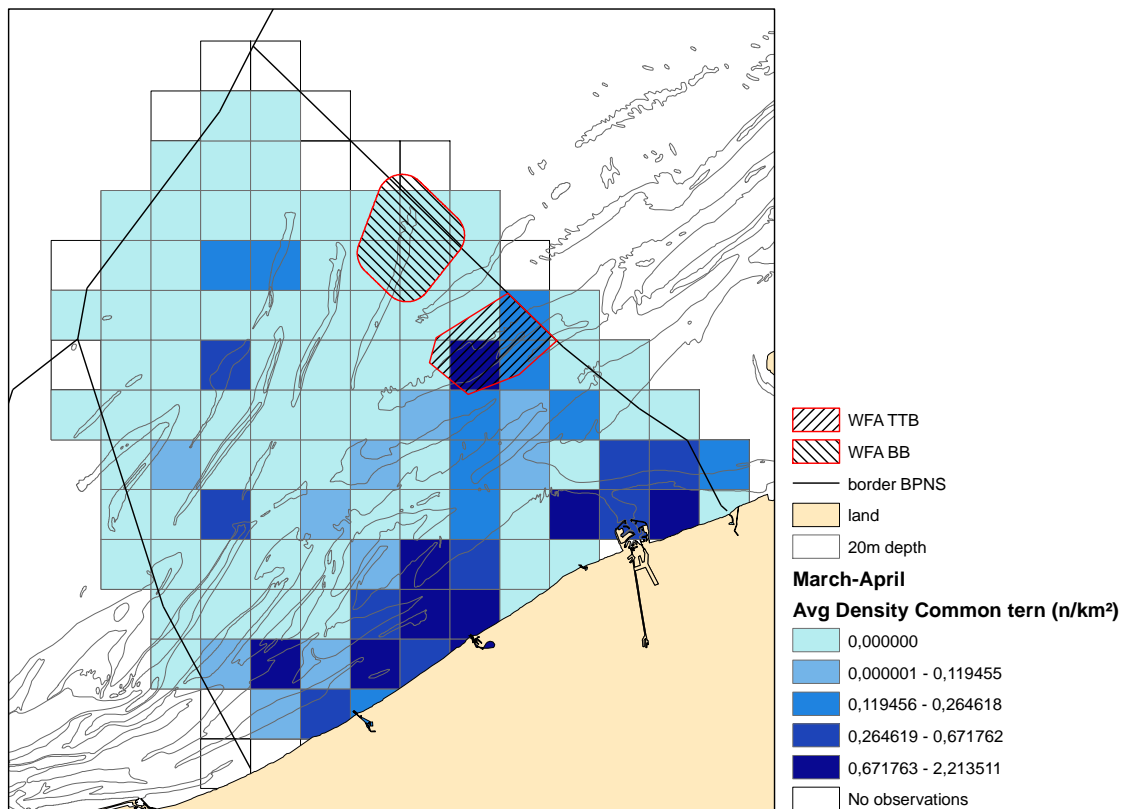 WFA TTB
WFA BB
border BPNS
land
20m depth
March-April
Avg Density Common tern (n/km²)
0,000000
0,000001 - 0,119455
0,119456 - 0,264618
0,264619 - 0,671762
0,671763 - 2,213511
No observations